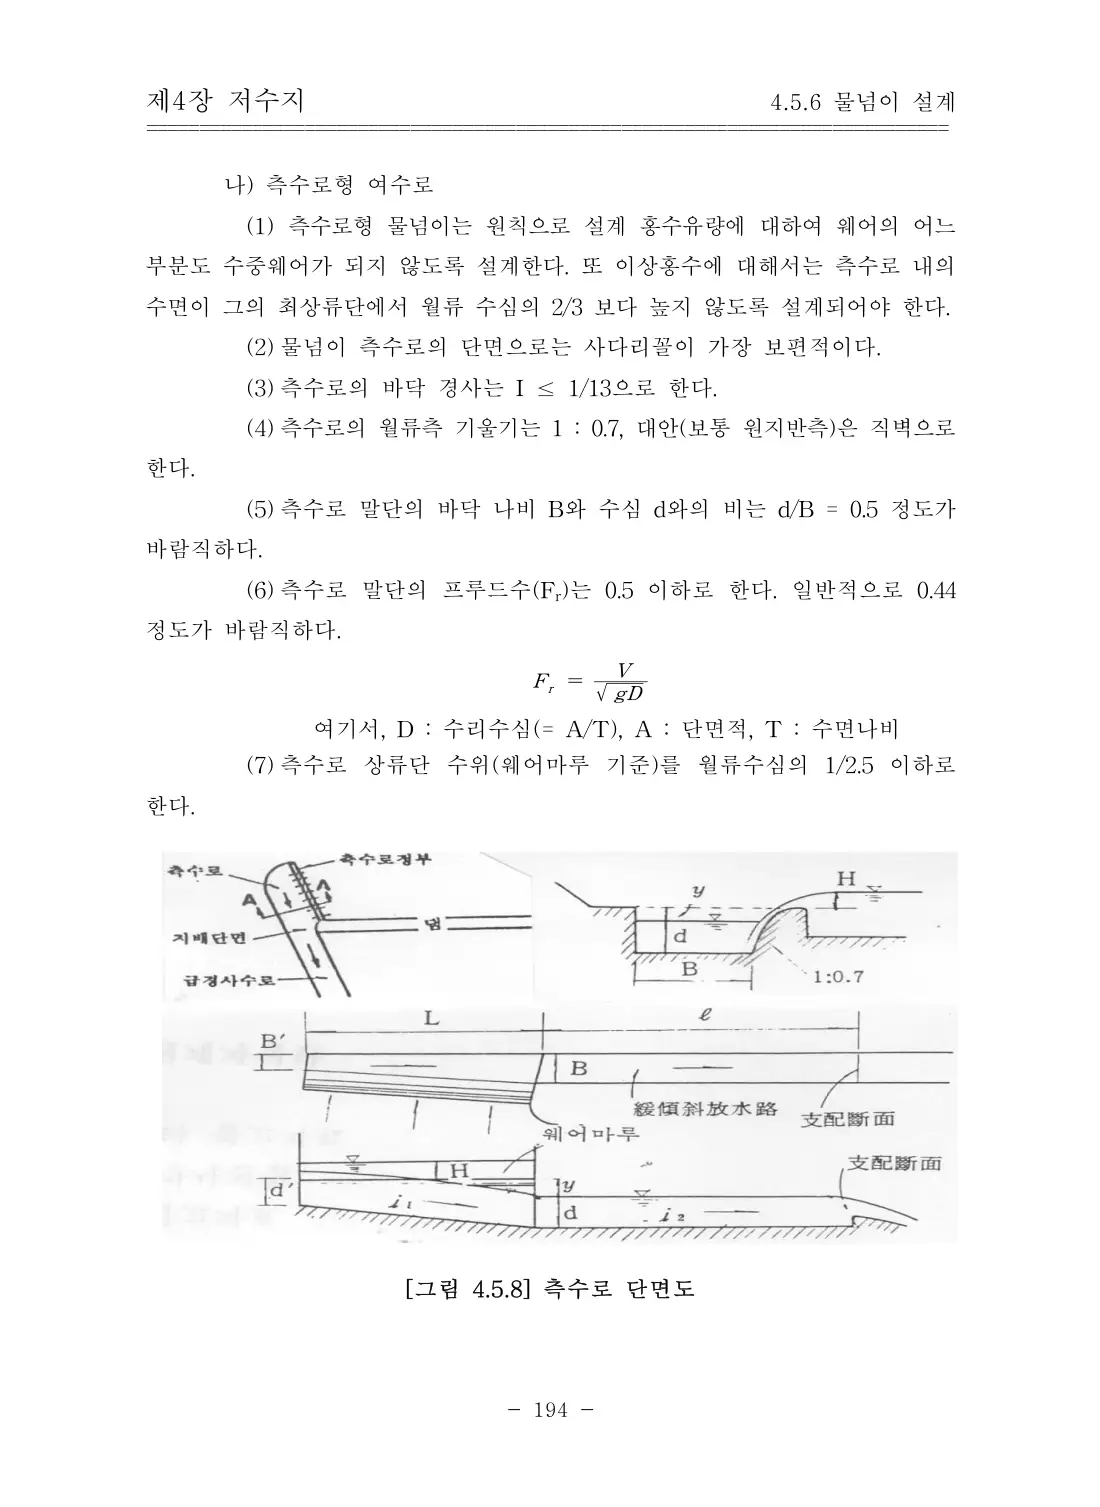 제4장 저수지 4.5.6 물넘이 설계
나) 측수로형 여수로
(1) 측수로형 물넘이는 원칙으로 설계 홍수유량에 대하여 웨어의 어느
부분도 수중웨어가 되지 않도록 설계한다. 또 이상홍수에 대해서는 측수로 내의
수면이 그의 최상류단에서 월류 수심의 2/3 보다 높지 않도록 설계되어야 한다.
(2) 물넘이 측수로의 단면으로는 사다리꼴이 가장 보편적이다.
(3) 측수로의 바닥 경사는 I ≤ 1/13으로 한다.
(4) 측수로의 월류측 기울기는 1 : 0.7, 대안(보통 원지반측)은 직벽으로
한다.
(5) 측수로 말단의 바닥 나비 B와 수심 d와의 비는 d/B = 0.5 정도가
바람직하다.
(6) 측수로 말단의 프루드수(Fr)는 0.5 이하로 한다. 일반적으로 0.44
정도가 바람직하다.
Fr = V / √gD
여기서, D : 수리수심(= A/T), A : 단면적, T : 수면나비
(7) 측수로 상류단 수위(웨어마루 기준)를 월류수심의 1/2.5 이하로
한다.
측수로
측수로정부
A
A
지배단면
댐
급경사수로
y
H
d
B
1:0.7
L
ℓ
B′
B
緩傾斜放水路
支配斷面
웨어마루
支配斷面
H
d′
i₁
y
d
i₂
[그림 4.5.8] 측수로 단면도
- 194 -